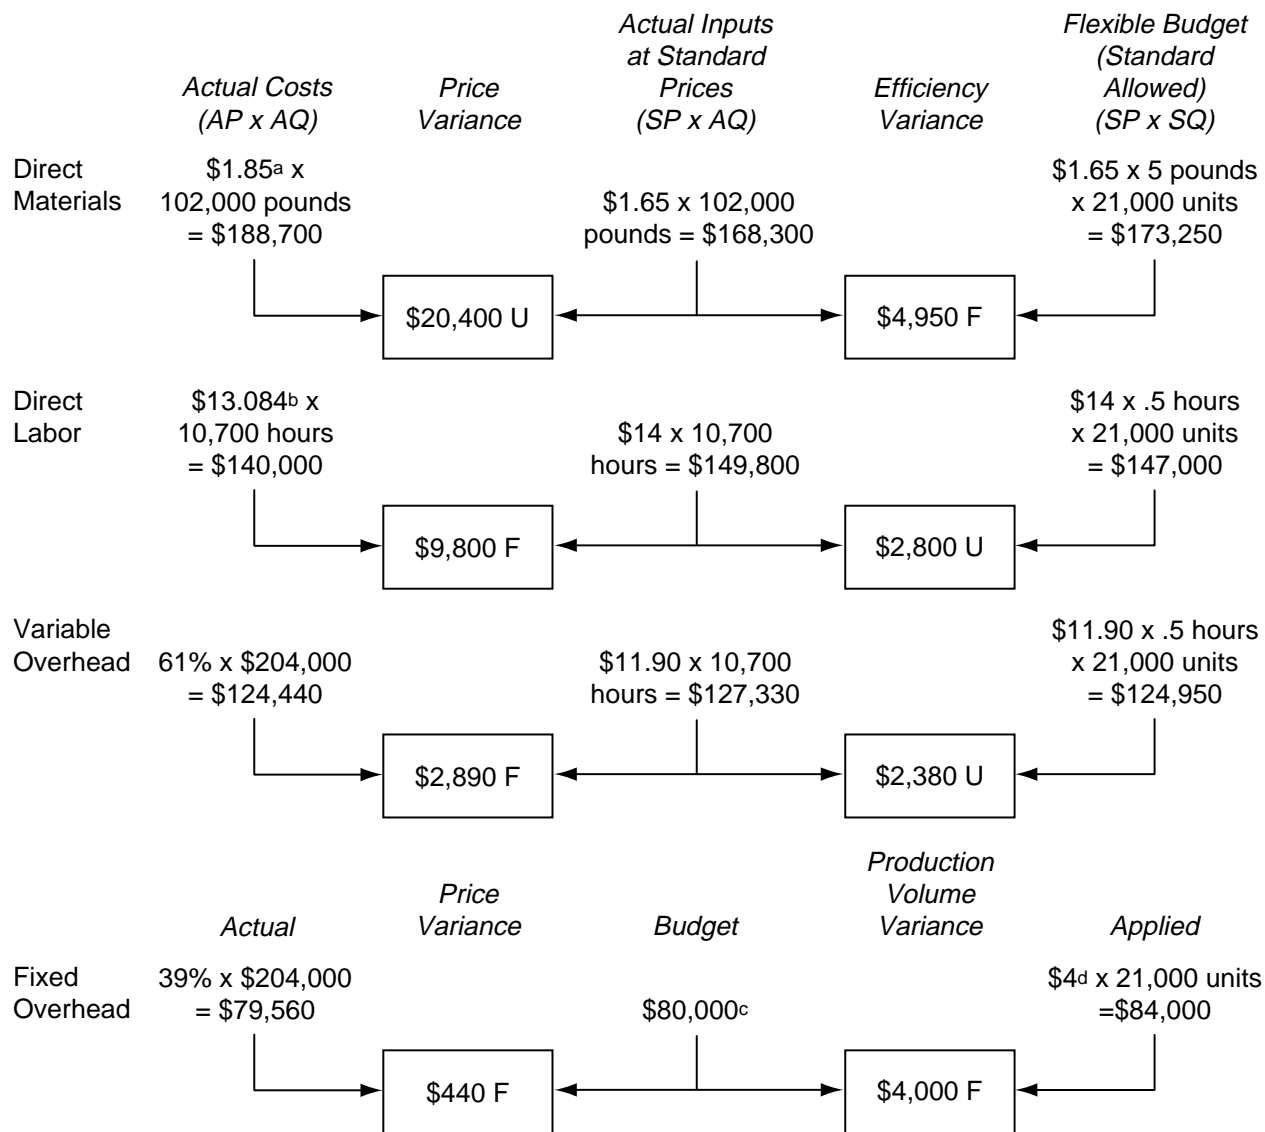 Actual Costs
(AP x AQ)
Price
Variance
Actual Inputs
at Standard
Prices
(SP x AQ)
Efficiency
Variance
Flexible Budget
(Standard
Allowed)
(SP x SQ)
Direct
Materials
$1.85a x
102,000 pounds
= $188,700
$1.65 x 102,000
pounds = $168,300
$1.65 x 5 pounds
x 21,000 units
= $173,250
$20,400 U
$4,950 F
Direct
Labor
$13.084b x
10,700 hours
= $140,000
$14 x 10,700
hours = $149,800
$14 x .5 hours
x 21,000 units
= $147,000
$9,800 F
$2,800 U
Variable
Overhead
61% x $204,000
= $124,440
$11.90 x 10,700
hours = $127,330
$11.90 x .5 hours
x 21,000 units
= $124,950
$2,890 F
$2,380 U
Actual
Price
Variance
Budget
Production
Volume
Variance
Applied
Fixed
Overhead
39% x $204,000
= $79,560
$80,000c
$4d x 21,000 units
=$84,000
$440 F
$4,000 F